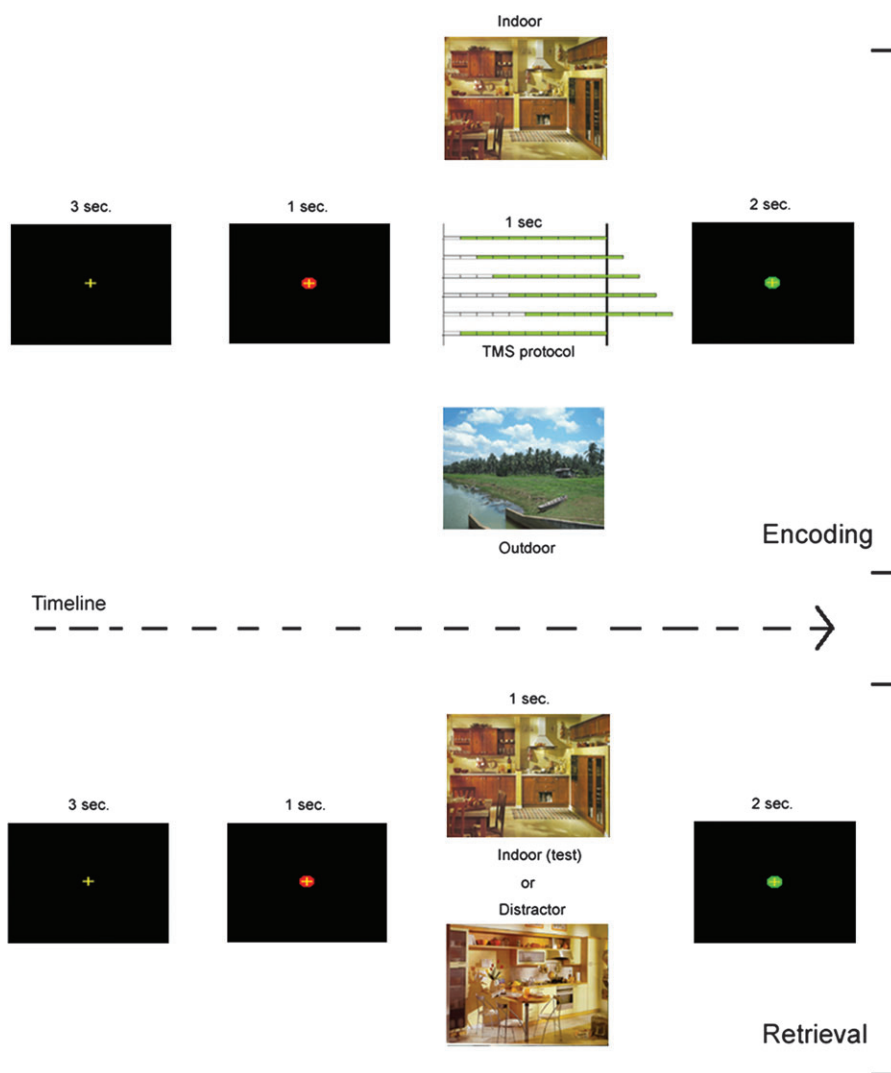 Indoor
3 sec.
1 sec.
1 sec
2 sec.
TMS protocol
Outdoor
Encoding
Timeline
1 sec.
3 sec.
1 sec.
2 sec.
Indoor (test)
or
Distractor
Retrieval